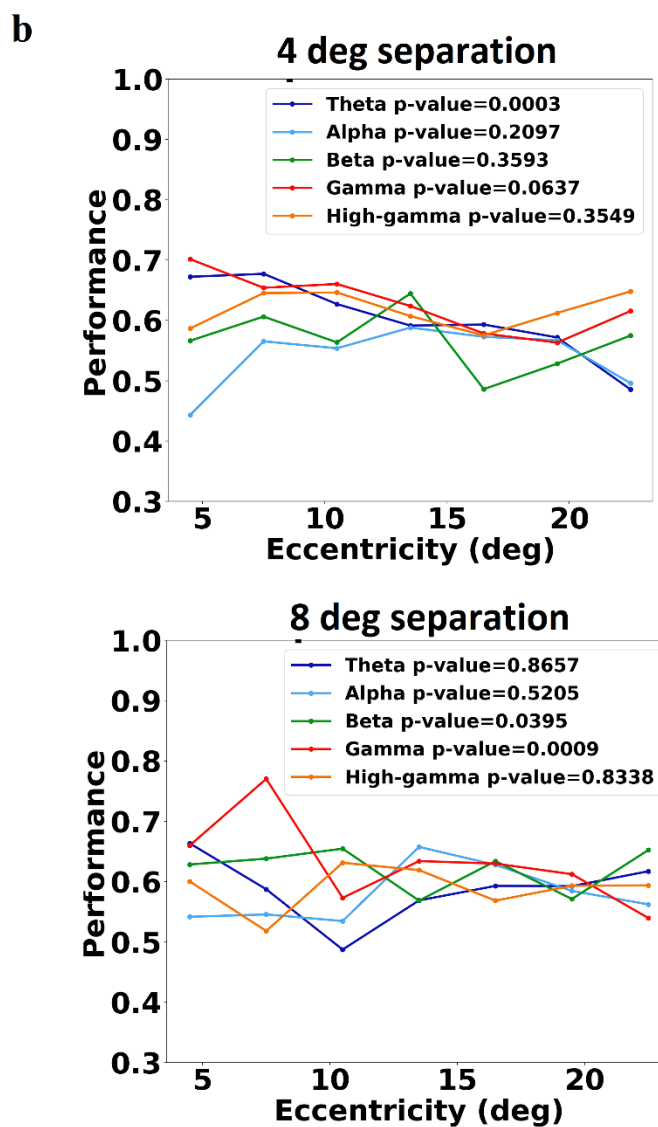 b
4 deg separation
1.0
0.9
0.8
0.7
0.6
0.5
0.4
0.3
Performance
Theta p-value=0.0003
Alpha p-value=0.2097
Beta p-value=0.3593
Gamma p-value=0.0637
High-gamma p-value=0.3549
5 10 15 20
Eccentricity (deg)
8 deg separation
1.0
0.9
0.8
0.7
0.6
0.5
0.4
0.3
Performance
Theta p-value=0.8657
Alpha p-value=0.5205
Beta p-value=0.0395
Gamma p-value=0.0009
High-gamma p-value=0.8338
5 10 15 20
Eccentricity (deg)